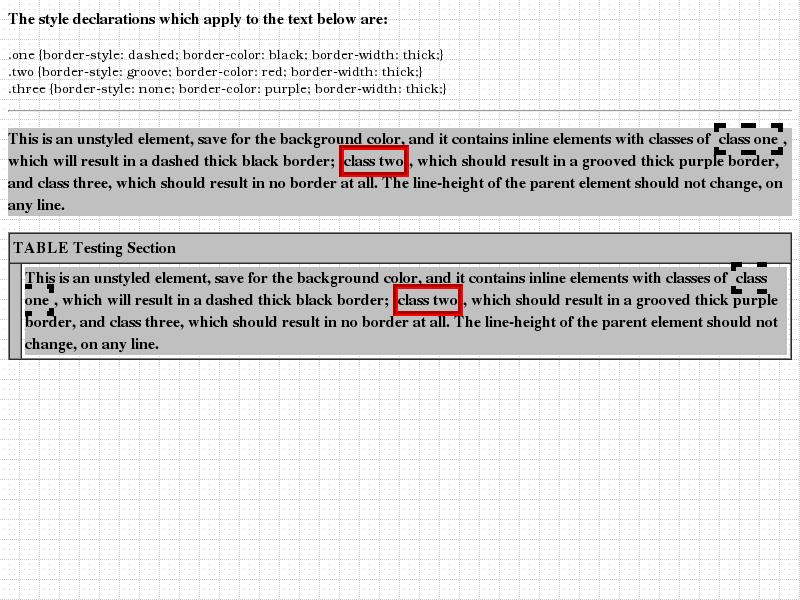 The style declarations which apply to the text below are:
.one {border-style: dashed; border-color: black; border-width: thick;}
.two {border-style: groove; border-color: red; border-width: thick;}
.three {border-style: none; border-color: purple; border-width: thick;}
This is an unstyled element, save for the background color, and it contains inline elements with classes of class one ,
which will result in a dashed thick black border; class two , which should result in a grooved thick purple border,
and class three, which should result in no border at all. The line-height of the parent element should not change, on
any line.
TABLE Testing Section
This is an unstyled element, save for the background color, and it contains inline elements with classes of class
one , which will result in a dashed thick black border; class two , which should result in a grooved thick purple
border, and class three, which should result in no border at all. The line-height of the parent element should not
change, on any line.